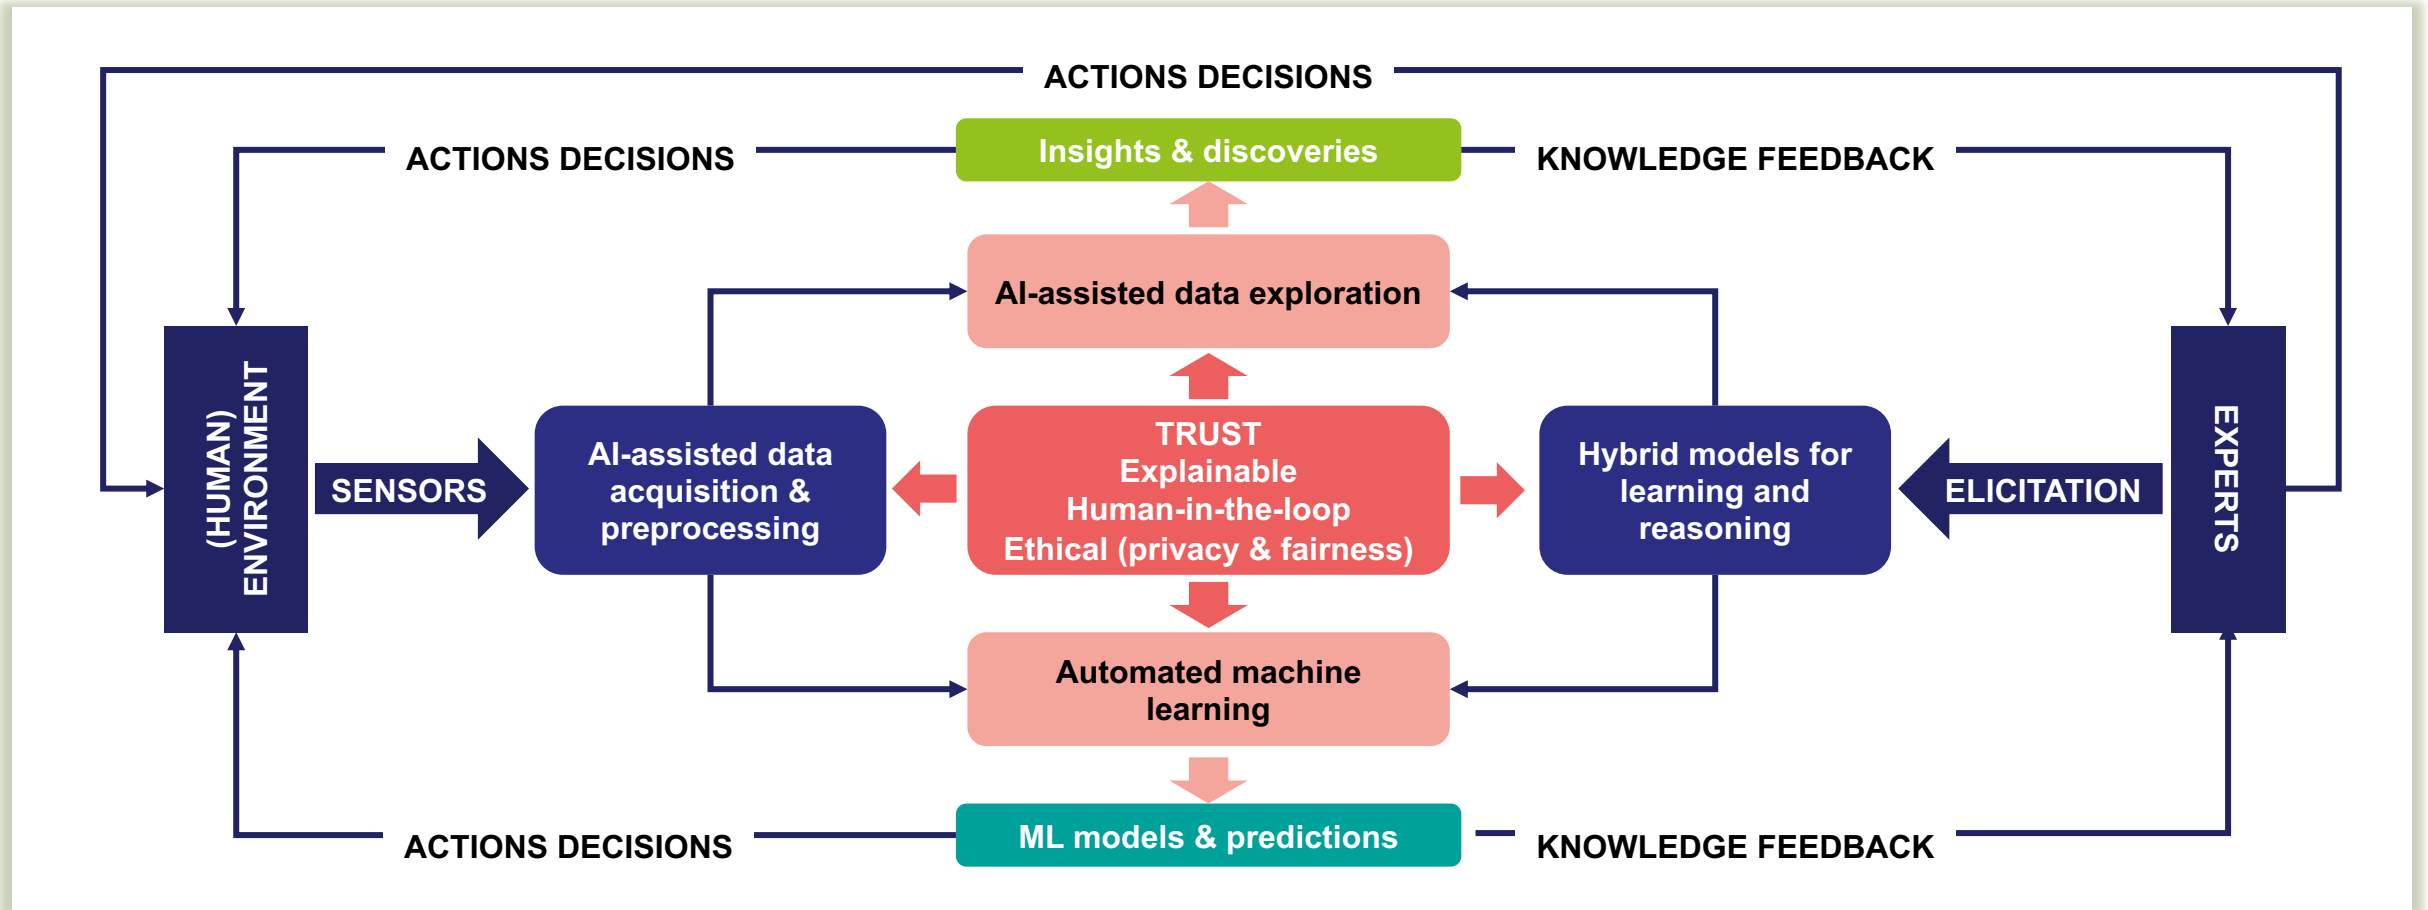 ACTIONS DECISIONS
ACTIONS DECISIONS
Insights & discoveries
KNOWLEDGE FEEDBACK
AI-assisted data exploration
(HUMAN)
ENVIRONMENT
SENSORS
AI-assisted data
acquisition &
preprocessing
TRUST
Explainable
Human-in-the-loop
Ethical (privacy & fairness)
Hybrid models for
learning and
reasoning
ELICITATION
EXPERTS
Automated machine
learning
ACTIONS DECISIONS
ML models & predictions
KNOWLEDGE FEEDBACK